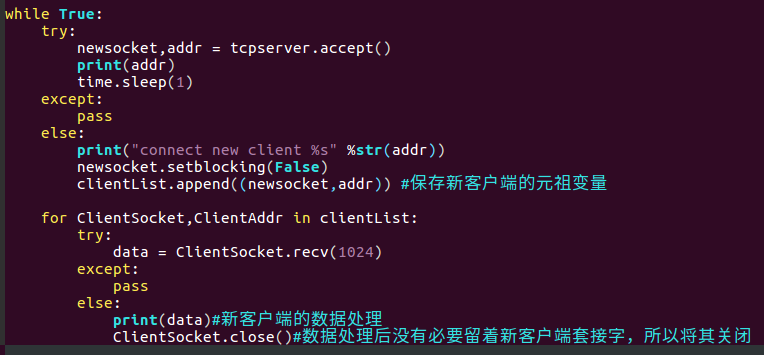 while True:
    try:
        newsocket,addr = tcpserver.accept()
        print(addr)
        time.sleep(1)
    except:
        pass
    else:
        print("connect new client %s" %str(addr))
        newsocket.setblocking(False)
        clientList.append((newsocket,addr)) #保存新客户端的元祖变量

    for ClientSocket,ClientAddr in clientList:
        try:
            data = ClientSocket.recv(1024)
        except:
            pass
        else:
            print(data)#新客户端的数据处理
            ClientSocket.close()#数据处理后没有必要留着新客户端套接字，所以将其关闭